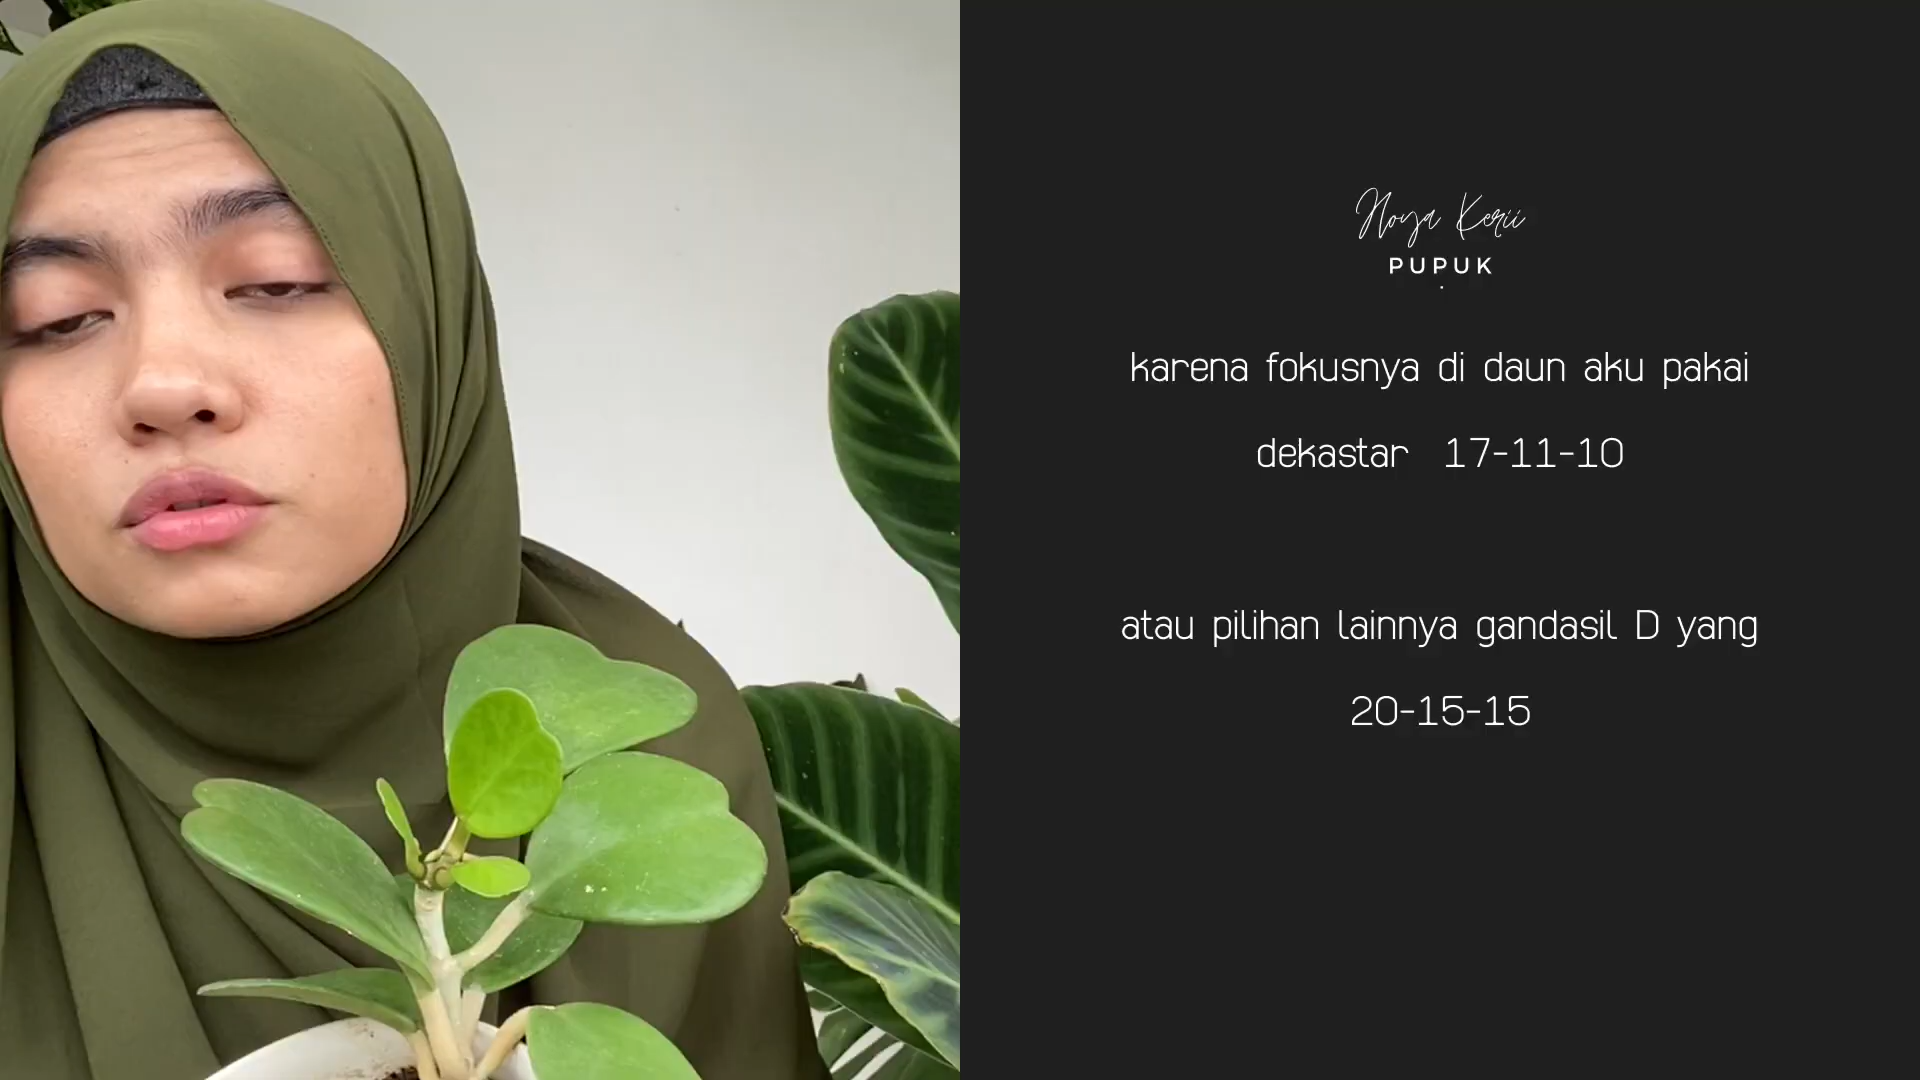 Hoya Kerii
PUPUK
karena fokusnya di daun aku pakai
dekastar 17-11-10
atau pilihan lainnya gandasil D yang
20-15-15